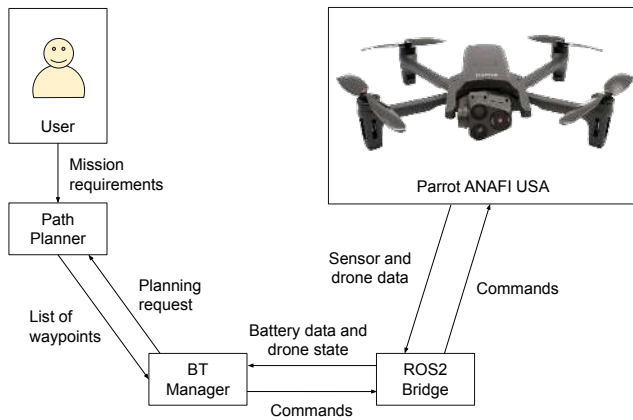 User
Mission
requirements
Path
Planner
Parrot ANAFI USA
Sensor and
drone data
Commands
Planning
request
List of
waypoints
Battery data and
drone state
BT
Manager
ROS2
Bridge
Commands